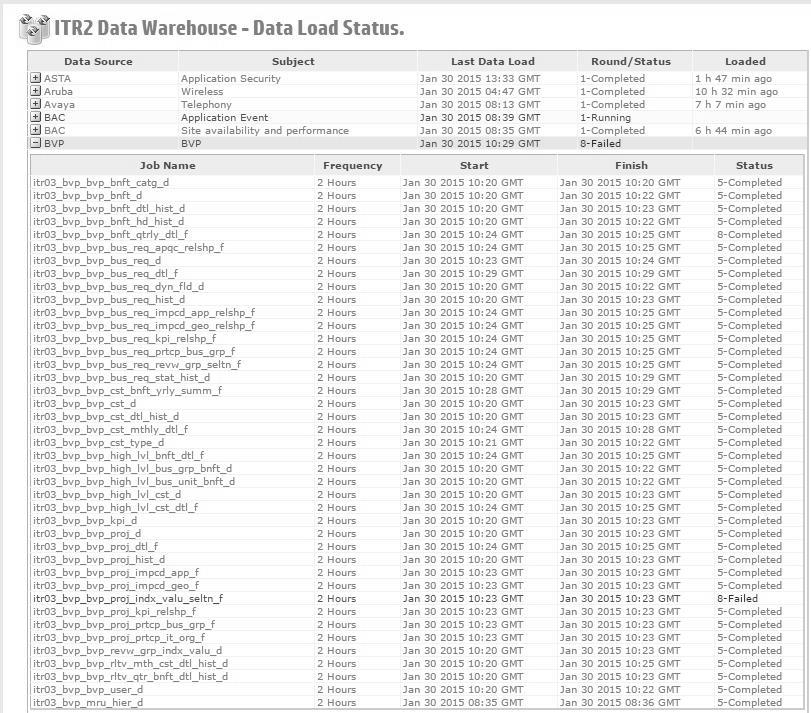 ITR2 Data Warehouse - Data Load Status.
Data Source Subject Last Data Load Round/Status Loaded
ASTA Application Security Jan 30 2015 13:33 GMT 1-Completed 1 h 47 min ago
Aruba Wireless Jan 30 2015 04:47 GMT 1-Completed 10 h 32 min ago
Avaya Telephony Jan 30 2015 08:13 GMT 1-Completed 7 h 7 min ago
BAC Application Event Jan 30 2015 08:39 GMT 1-Running
BAC Site availability and performance Jan 30 2015 08:35 GMT 1-Completed 6 h 44 min ago
BVP BVP Jan 30 2015 10:29 GMT 8-Failed
Job Name Frequency Start Finish Status
itr03_bvp_bvp_bnft_catg_d 2 Hours Jan 30 2015 10:20 GMT Jan 30 2015 10:20 GMT 5-Completed
itr03_bvp_bvp_bnft_d 2 Hours Jan 30 2015 10:20 GMT Jan 30 2015 10:22 GMT 5-Completed
itr03_bvp_bvp_bnft_dtl_hist_d 2 Hours Jan 30 2015 10:20 GMT Jan 30 2015 10:23 GMT 5-Completed
itr03_bvp_bvp_bnft_hd_hist_d 2 Hours Jan 30 2015 10:20 GMT Jan 30 2015 10:22 GMT 5-Completed
itr03_bvp_bvp_bnft_qtrly_dtl_f 2 Hours Jan 30 2015 10:24 GMT Jan 30 2015 10:25 GMT 8-Completed
itr03_bvp_bvp_bus_req_apqc_relshp_f 2 Hours Jan 30 2015 10:24 GMT Jan 30 2015 10:25 GMT 5-Completed
itr03_bvp_bvp_bus_req_d 2 Hours Jan 30 2015 10:23 GMT Jan 30 2015 10:24 GMT 5-Completed
itr03_bvp_bvp_bus_req_dtl_f 2 Hours Jan 30 2015 10:29 GMT Jan 30 2015 10:29 GMT 5-Completed
itr03_bvp_bvp_bus_req_dyn_fld_d 2 Hours Jan 30 2015 10:20 GMT Jan 30 2015 10:22 GMT 5-Completed
itr03_bvp_bvp_bus_req_hist_d 2 Hours Jan 30 2015 10:20 GMT Jan 30 2015 10:23 GMT 5-Completed
itr03_bvp_bvp_bus_req_impcd_app_relshp_f 2 Hours Jan 30 2015 10:24 GMT Jan 30 2015 10:25 GMT 5-Completed
itr03_bvp_bvp_bus_req_impcd_geo_relshp_f 2 Hours Jan 30 2015 10:24 GMT Jan 30 2015 10:25 GMT 5-Completed
itr03_bvp_bvp_bus_req_kpi_relshp_f 2 Hours Jan 30 2015 10:24 GMT Jan 30 2015 10:25 GMT 5-Completed
itr03_bvp_bvp_bus_req_prtcp_bus_grp_f 2 Hours Jan 30 2015 10:24 GMT Jan 30 2015 10:25 GMT 5-Completed
itr03_bvp_bvp_bus_req_revw_grp_seltn_f 2 Hours Jan 30 2015 10:24 GMT Jan 30 2015 10:25 GMT 5-Completed
itr03_bvp_bvp_bus_req_stat_hist_d 2 Hours Jan 30 2015 10:20 GMT Jan 30 2015 10:29 GMT 5-Completed
itr03_bvp_bvp_cst_bnft_yrly_summ_f 2 Hours Jan 30 2015 10:28 GMT Jan 30 2015 10:29 GMT 5-Completed
itr03_bvp_bvp_cst_d 2 Hours Jan 30 2015 10:20 GMT Jan 30 2015 10:23 GMT 5-Completed
itr03_bvp_bvp_cst_dtl_hist_d 2 Hours Jan 30 2015 10:20 GMT Jan 30 2015 10:23 GMT 5-Completed
itr03_bvp_bvp_cst_mthly_dtl_f 2 Hours Jan 30 2015 10:24 GMT Jan 30 2015 10:28 GMT 5-Completed
itr03_bvp_bvp_cst_type_d 2 Hours Jan 30 2015 10:21 GMT Jan 30 2015 10:22 GMT 5-Completed
itr03_bvp_bvp_high_lvl_bnft_dtl_f 2 Hours Jan 30 2015 10:24 GMT Jan 30 2015 10:25 GMT 5-Completed
itr03_bvp_bvp_high_lvl_bus_grp_bnft_d 2 Hours Jan 30 2015 10:20 GMT Jan 30 2015 10:22 GMT 5-Completed
itr03_bvp_bvp_high_lvl_bus_unit_bnft_d 2 Hours Jan 30 2015 10:20 GMT Jan 30 2015 10:22 GMT 5-Completed
itr03_bvp_bvp_high_lvl_cst_d 2 Hours Jan 30 2015 10:20 GMT Jan 30 2015 10:23 GMT 5-Completed
itr03_bvp_bvp_high_lvl_cst_dtl_f 2 Hours Jan 30 2015 10:24 GMT Jan 30 2015 10:25 GMT 5-Completed
itr03_bvp_bvp_kpi_d 2 Hours Jan 30 2015 10:20 GMT Jan 30 2015 10:23 GMT 5-Completed
itr03_bvp_bvp_proj_d 2 Hours Jan 30 2015 10:20 GMT Jan 30 2015 10:23 GMT 5-Completed
itr03_bvp_bvp_proj_dtl_f 2 Hours Jan 30 2015 10:24 GMT Jan 30 2015 10:25 GMT 5-Completed
itr03_bvp_bvp_proj_hist_d 2 Hours Jan 30 2015 10:20 GMT Jan 30 2015 10:23 GMT 5-Completed
itr03_bvp_bvp_proj_impcd_app_f 2 Hours Jan 30 2015 10:23 GMT Jan 30 2015 10:23 GMT 5-Completed
itr03_bvp_bvp_proj_impcd_geo_f 2 Hours Jan 30 2015 10:23 GMT Jan 30 2015 10:23 GMT 5-Completed
itr03_bvp_bvp_proj_indx_valu_seltn_f 2 Hours Jan 30 2015 10:23 GMT Jan 30 2015 10:23 GMT 8-Failed
itr03_bvp_bvp_proj_kpi_relshp_f 2 Hours Jan 30 2015 10:23 GMT Jan 30 2015 10:23 GMT 5-Completed
itr03_bvp_bvp_proj_prtcp_bus_grp_f 2 Hours Jan 30 2015 10:23 GMT Jan 30 2015 10:23 GMT 5-Completed
itr03_bvp_bvp_proj_prtcp_it_org_f 2 Hours Jan 30 2015 10:23 GMT Jan 30 2015 10:23 GMT 5-Completed
itr03_bvp_bvp_revw_grp_indx_valu_d 2 Hours Jan 30 2015 10:20 GMT Jan 30 2015 10:23 GMT 5-Completed
itr03_bvp_bvp_rltv_mth_cst_dtl_hist_d 2 Hours Jan 30 2015 10:20 GMT Jan 30 2015 10:25 GMT 5-Completed
itr03_bvp_bvp_rltv_qtr_bnft_dtl_hist_d 2 Hours Jan 30 2015 10:20 GMT Jan 30 2015 10:23 GMT 5-Completed
itr03_bvp_bvp_user_d 2 Hours Jan 30 2015 10:20 GMT Jan 30 2015 10:22 GMT 5-Completed
itr03_bvp_mru_hier_d 2 Hours Jan 30 2015 08:35 GMT Jan 30 2015 08:36 GMT 5-Completed